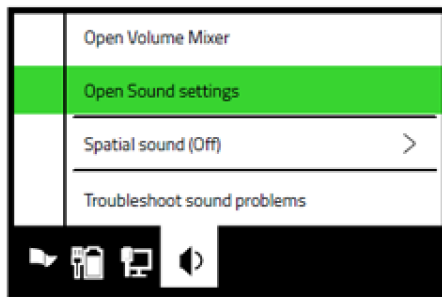 Open Volume Mixer
Open Sound settings
Spatial sound (Off)
Troubleshoot sound problems